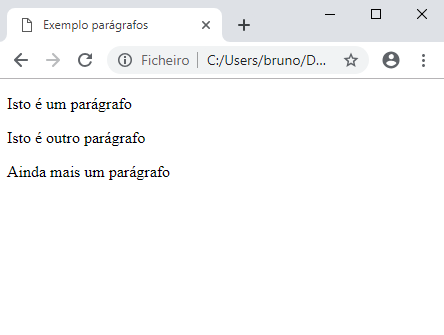 Exemplo parágrafos
Ficheiro C:/Users/bruno/D...
Isto é um parágrafo
Isto é outro parágrafo
Ainda mais um parágrafo